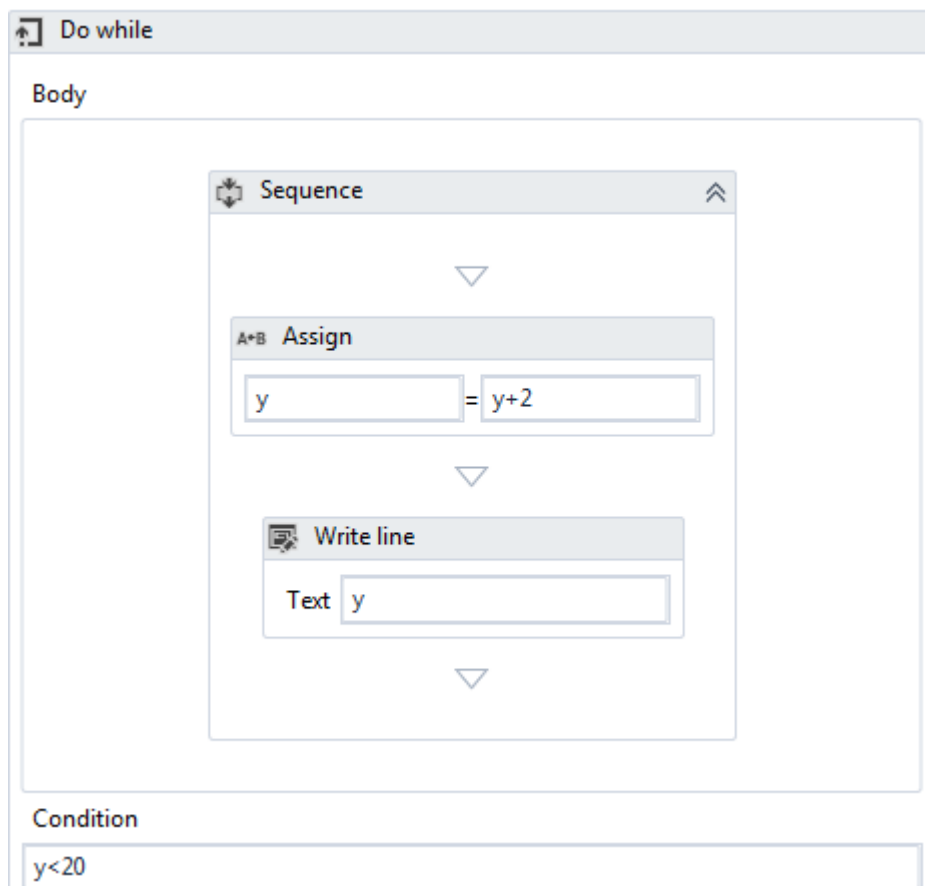 Do while
Body
Sequence
A+B Assign
y = y+2
Write line
Text y
Condition
y<20